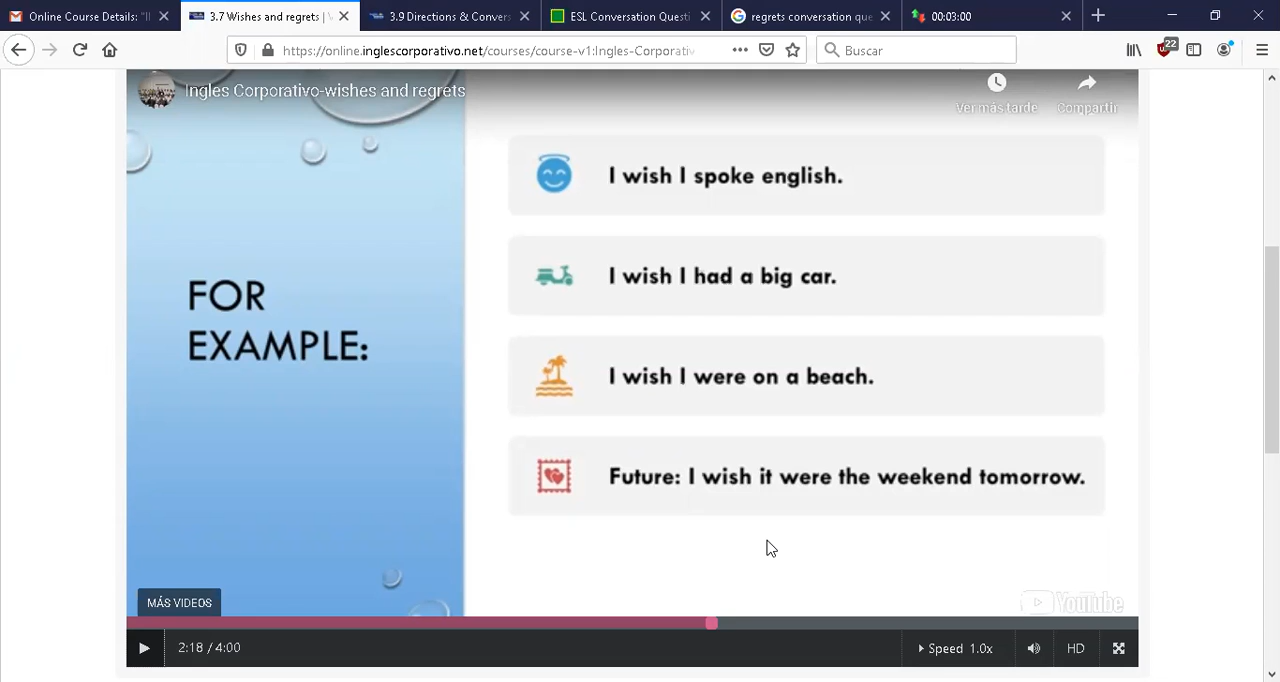 Online Course Details: "I
3.7 Wishes and regrets | V
3.9 Directions & Convers
ESL Conversation Questi
regrets conversation que
00:03:00
https://online.inglescorporativo.net/courses/course-v1:Ingles-Corporativ
Buscar
22
Ingles Corporativo-wishes and regrets
Ver más tarde
Compartir
I wish I spoke english.
I wish I had a big car.
FOR
EXAMPLE:
I wish I were on a beach.
Future: I wish it were the weekend tomorrow.
MÁS VIDEOS
YouTube
2:18 / 4:00
Speed 1.0x
HD